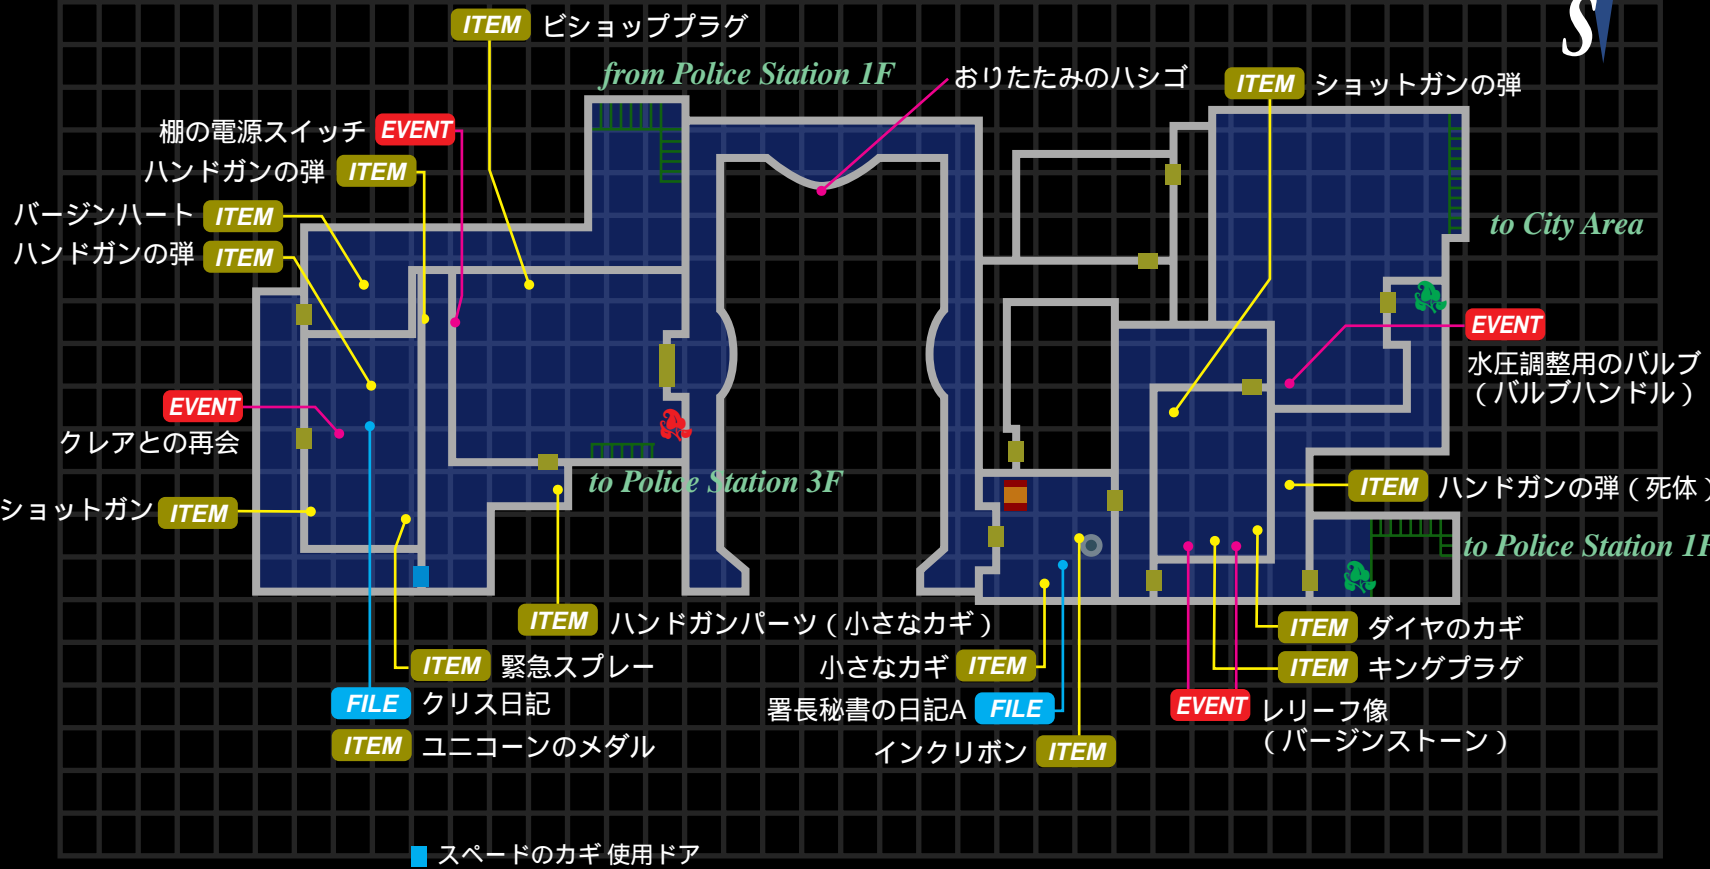 ITEM ビショッププラグ
from Police Station 1F
おりたたみのハシゴ
ITEM ショットガンの弾
棚の電源スイッチ EVENT
ハンドガンの弾 ITEM
バージンハート ITEM
ハンドガンの弾 ITEM
to City Area
EVENT
水圧調整用のバルブ
（バルブハンドル）
EVENT
クレアとの再会
to Police Station 3F
ITEM ハンドガンの弾（死体）
ショットガン ITEM
to Police Station 1F
ITEM ハンドガンパーツ（小さなカギ）
ITEM ダイヤのカギ
ITEM 緊急スプレー
小さなカギ ITEM
ITEM キングプラグ
FILE クリス日記
署長秘書の日記A FILE
EVENT レリーフ像
（バージンストーン）
ITEM ユニコーンのメダル
インクリボン ITEM
スペードのカギ 使用ドア